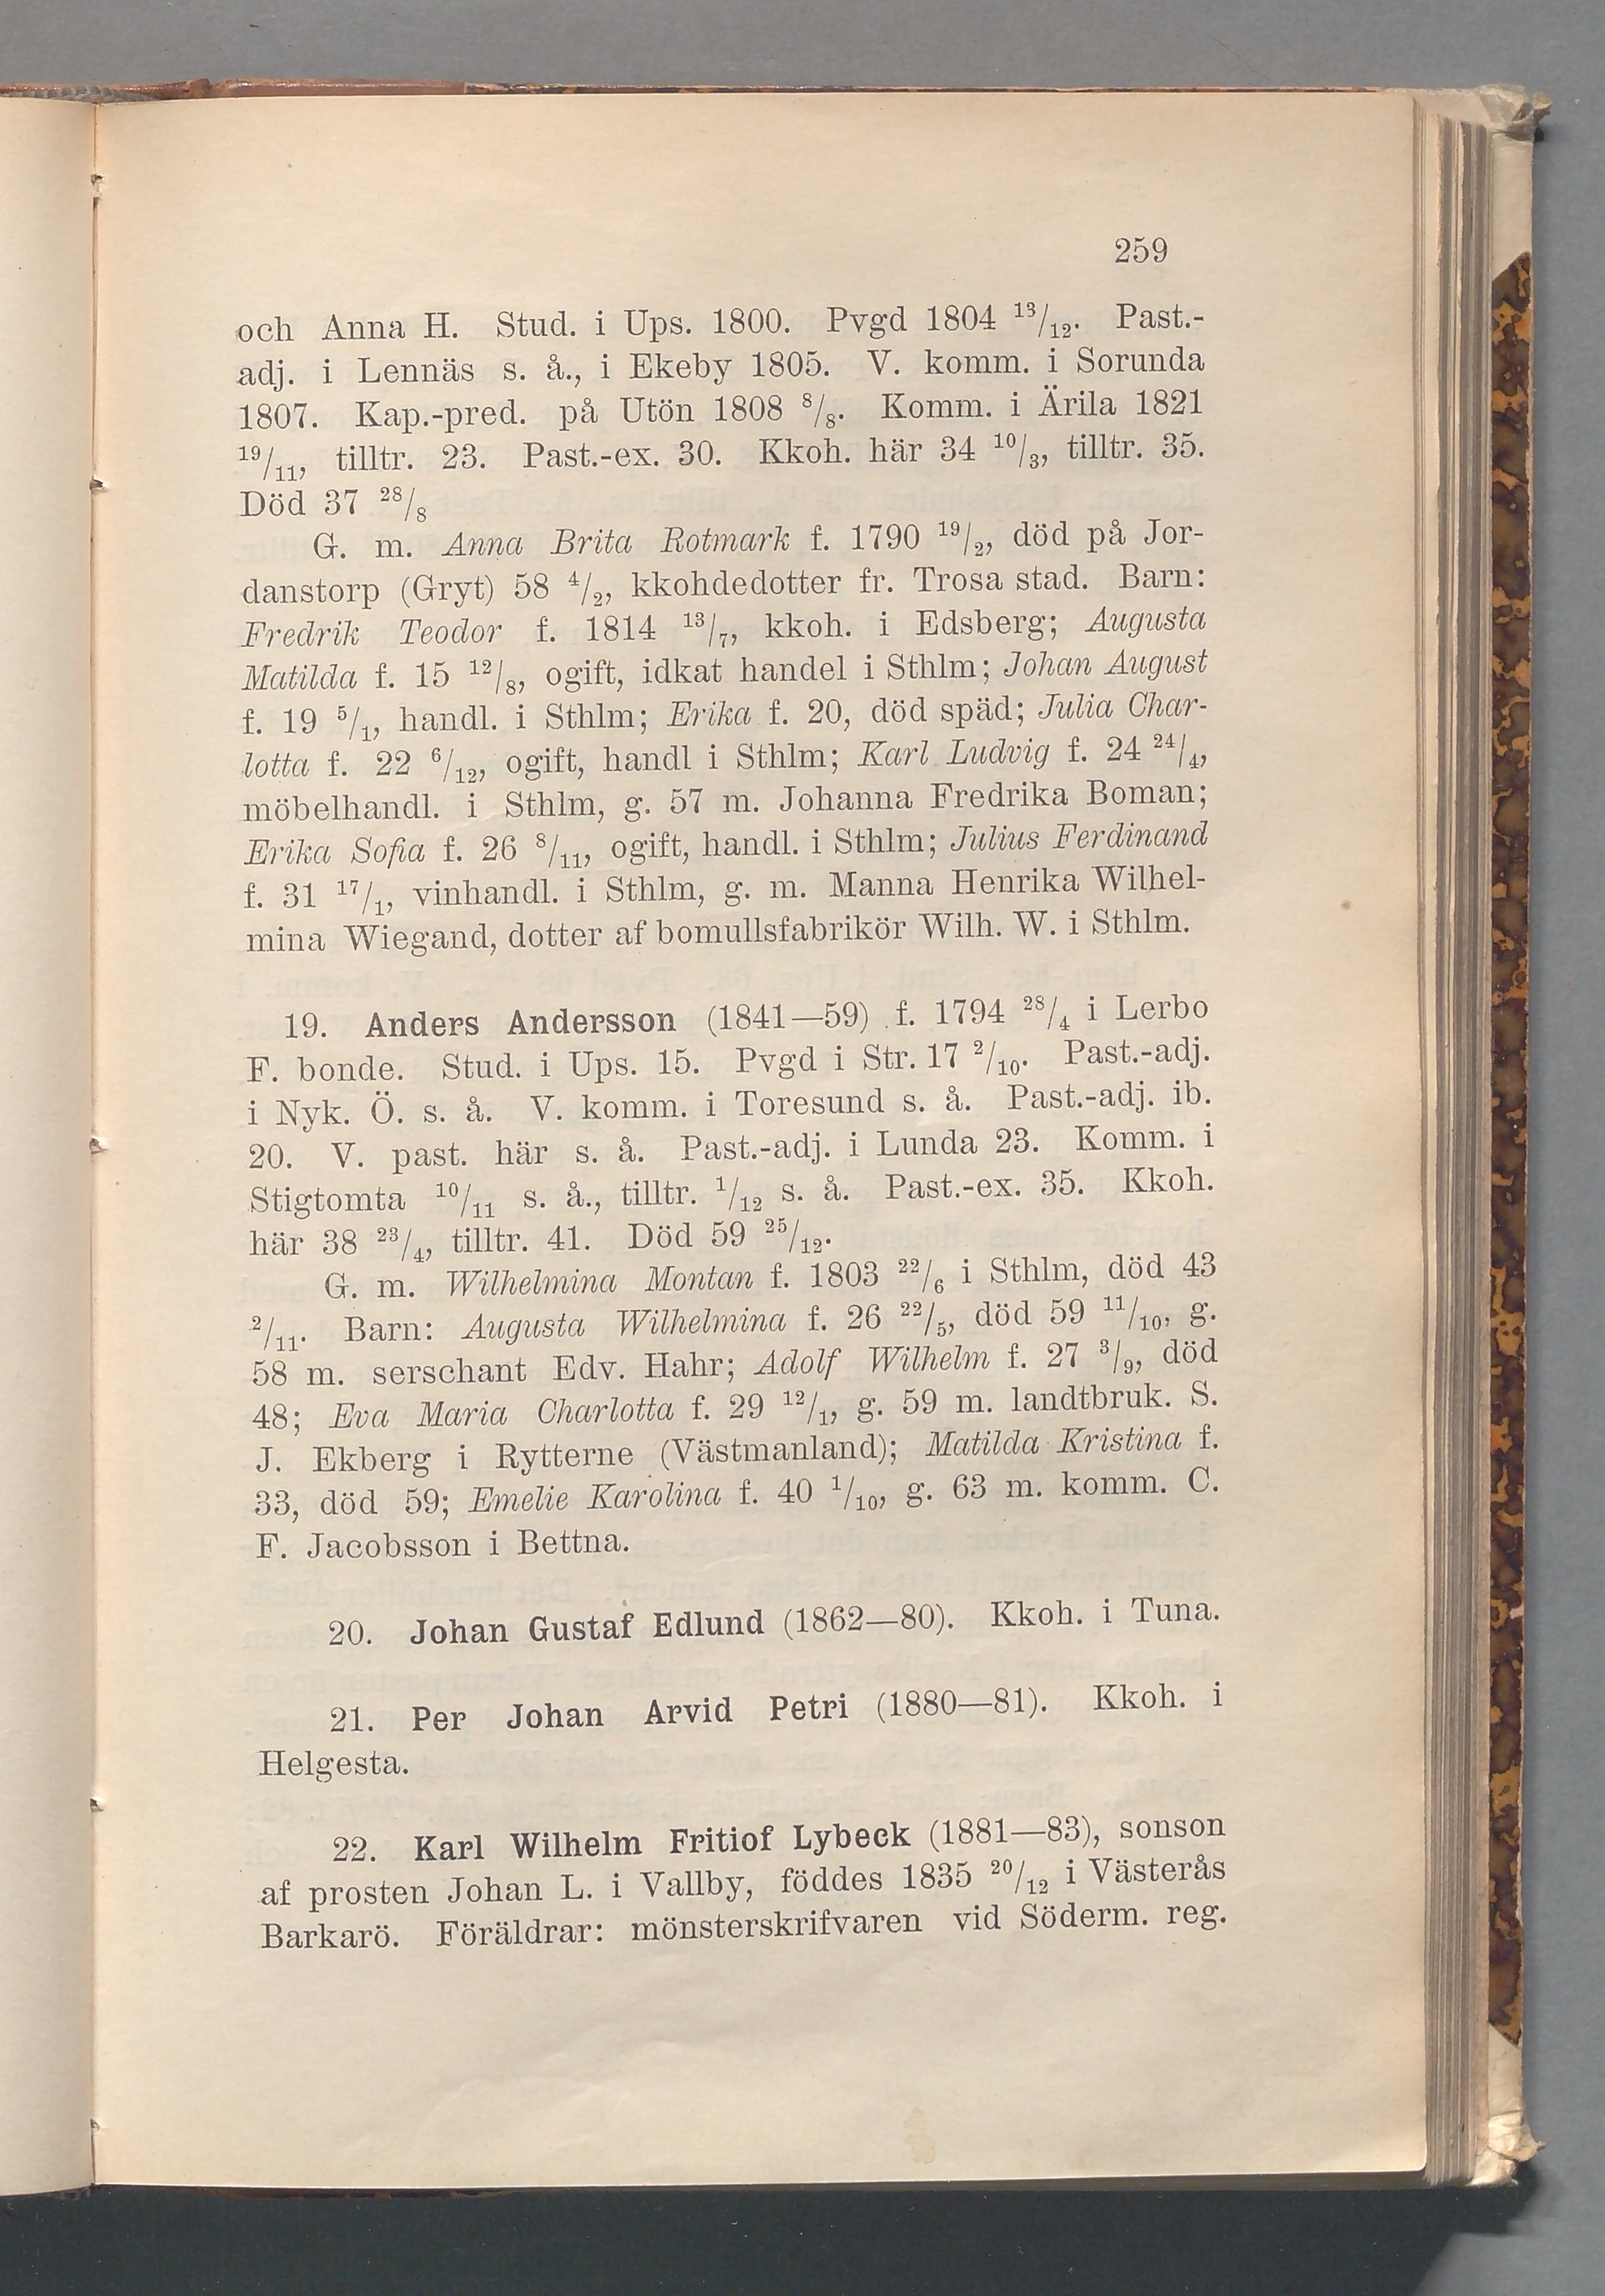 259
och Anna H. Stud. i Ups. 1800. Pvgd 1804 13/12. Past.-
adj. i Lennäs s. å., i Ekeby 1805. V. komm. i Sorunda
1807. Kap.-pred. på Utön 1808 8/8. Komm. i Ärila 1821
19/11, tilltr. 23. Past.-ex. 30. Kkoh. här 34 10/3, tilltr. 35.
Död 37 28/8
G. m. Anna Brita Rotmark f. 1790 19/2, död på Jor-
danstorp (Gryt) 58 4/2, kkohdedotter fr. Trosa stad. Barn:
Fredrik Teodor f. 1814 13/7, kkoh. i Edsberg; Augusta
Matilda f. 15 12/8, ogift, idkat handel i Sthlm; Johan August
f. 19 5/1, handl. i Sthlm; Erika f. 20, död späd; Julia Char-
lotta f. 22 6/12, ogift, handl i Sthlm; Karl Ludvig f. 24 24/4,
möbelhandl. i Sthlm, g. 57 m. Johanna Fredrika Boman;
Erika Sofia f. 26 8/11, ogift, handl. i Sthlm; Julius Ferdinand
f. 31 17/1, vinhandl. i Sthlm, g. m. Manna Henrika Wilhel-
mina Wiegand, dotter af bomullsfabrikör Wilh. W. i Sthlm.
19. Anders Andersson (1841—59) f. 1794 28/4 i Lerbo
F. bonde. Stud. i Ups. 15. Pvgd i Str. 17 2/10. Past.-adj.
i Nyk. Ö. s. å. V. komm. i Toresund s. å. Past.-adj. ib.
20. V. past. här s. å. Past.-adj. i Lunda 23. Komm. i
Stigtomta 10/11 s. å., tilltr. 1/12 s. å. Past.-ex. 35. Kkoh.
här 38 23/4, tilltr. 41. Död 59 25/12.
G. m. Wilhelmina Montan f. 1803 22/6 i Sthlm, död 43
2/11. Barn: Augusta Wilhelmina f. 26 22/5, död 59 11/10, g.
58 m. serschant Edv. Hahr; Adolf Wilhelm f. 27 3/9, död
48; Eva Maria Charlotta f. 29 12/1, g. 59 m. landtbruk. S.
J. Ekberg i Rytterne (Västmanland); Matilda Kristina f.
33, död 59; Emelie Karolina f. 40 1/10, g. 63 m. komm. C.
F. Jacobsson i Bettna.
20. Johan Gustaf Edlund (1862—80). Kkoh. i Tuna.
21. Per Johan Arvid Petri (1880—81). Kkoh. i
Helgesta.
22. Karl Wilhelm Fritiof Lybeck (1881—83), sonson
af prosten Johan L. i Vallby, föddes 1835 20/12 i Västerås
Barkarö. Föräldrar: mönsterskrifvaren vid Söderm. reg.